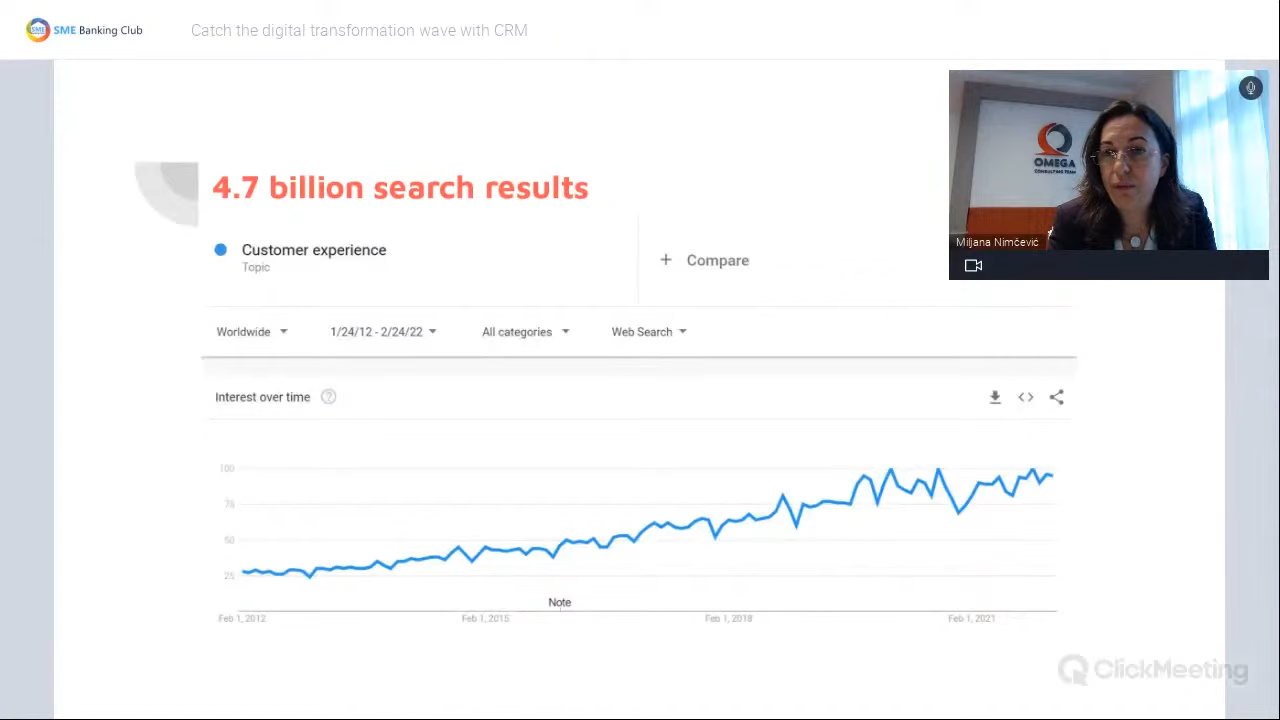 SME
SME Banking Club
Catch the digital transformation wave with CRM
OMEGA
CONSULTING TEAM
Miljana Nimčević
4.7 billion search results
Customer experience
Topic
+ Compare
Worldwide
1/24/12 - 2/24/22
All categories
Web Search
Interest over time ?
100
75
50
25
Note
Feb 1, 2012
Feb 1, 2015
Feb 1, 2018
Feb 1, 2021
ClickMeeting